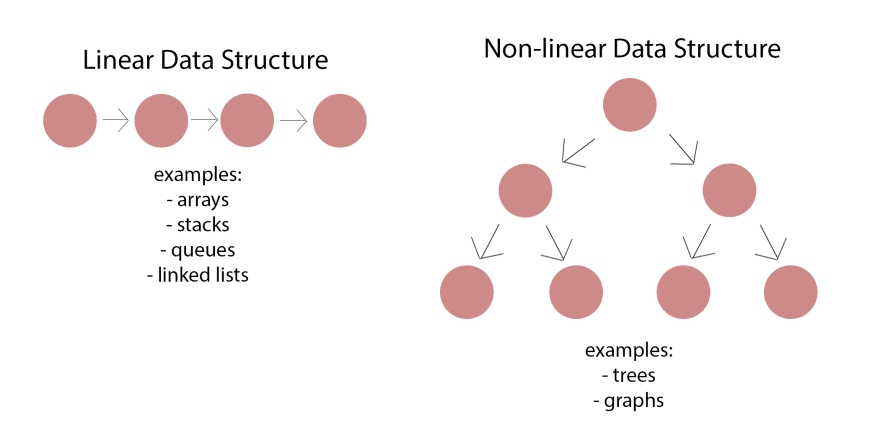 Linear Data Structure
examples:
- arrays
- stacks
- queues
- linked lists
Non-linear Data Structure
examples:
- trees
- graphs